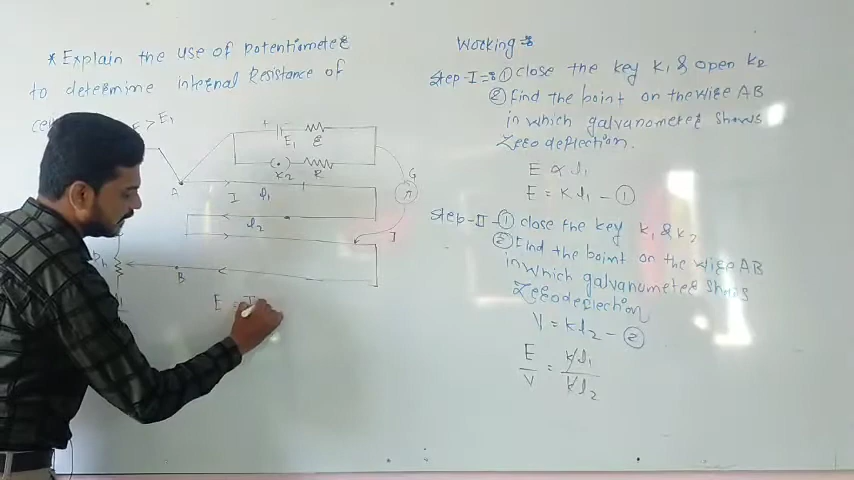 * Explain the use of potentiometer
to determine internal Resistance of
E > E1
+
E1 ε
K2 R
A
G
I l1
n
l2
J
B
E = I
Working :-
Step-I=:① close the key K1 & open K2
② Find the point on the wire AB
in which galvanometer shows
Zero deflection.
E ∝ l1
E = K l1 - ①
Step-II-① close the key K1 & K2
② Find the point on the wire AB
in which galvanometer shows
Zero deflection
V = K l2 - ②
E/V = K l1/K l2